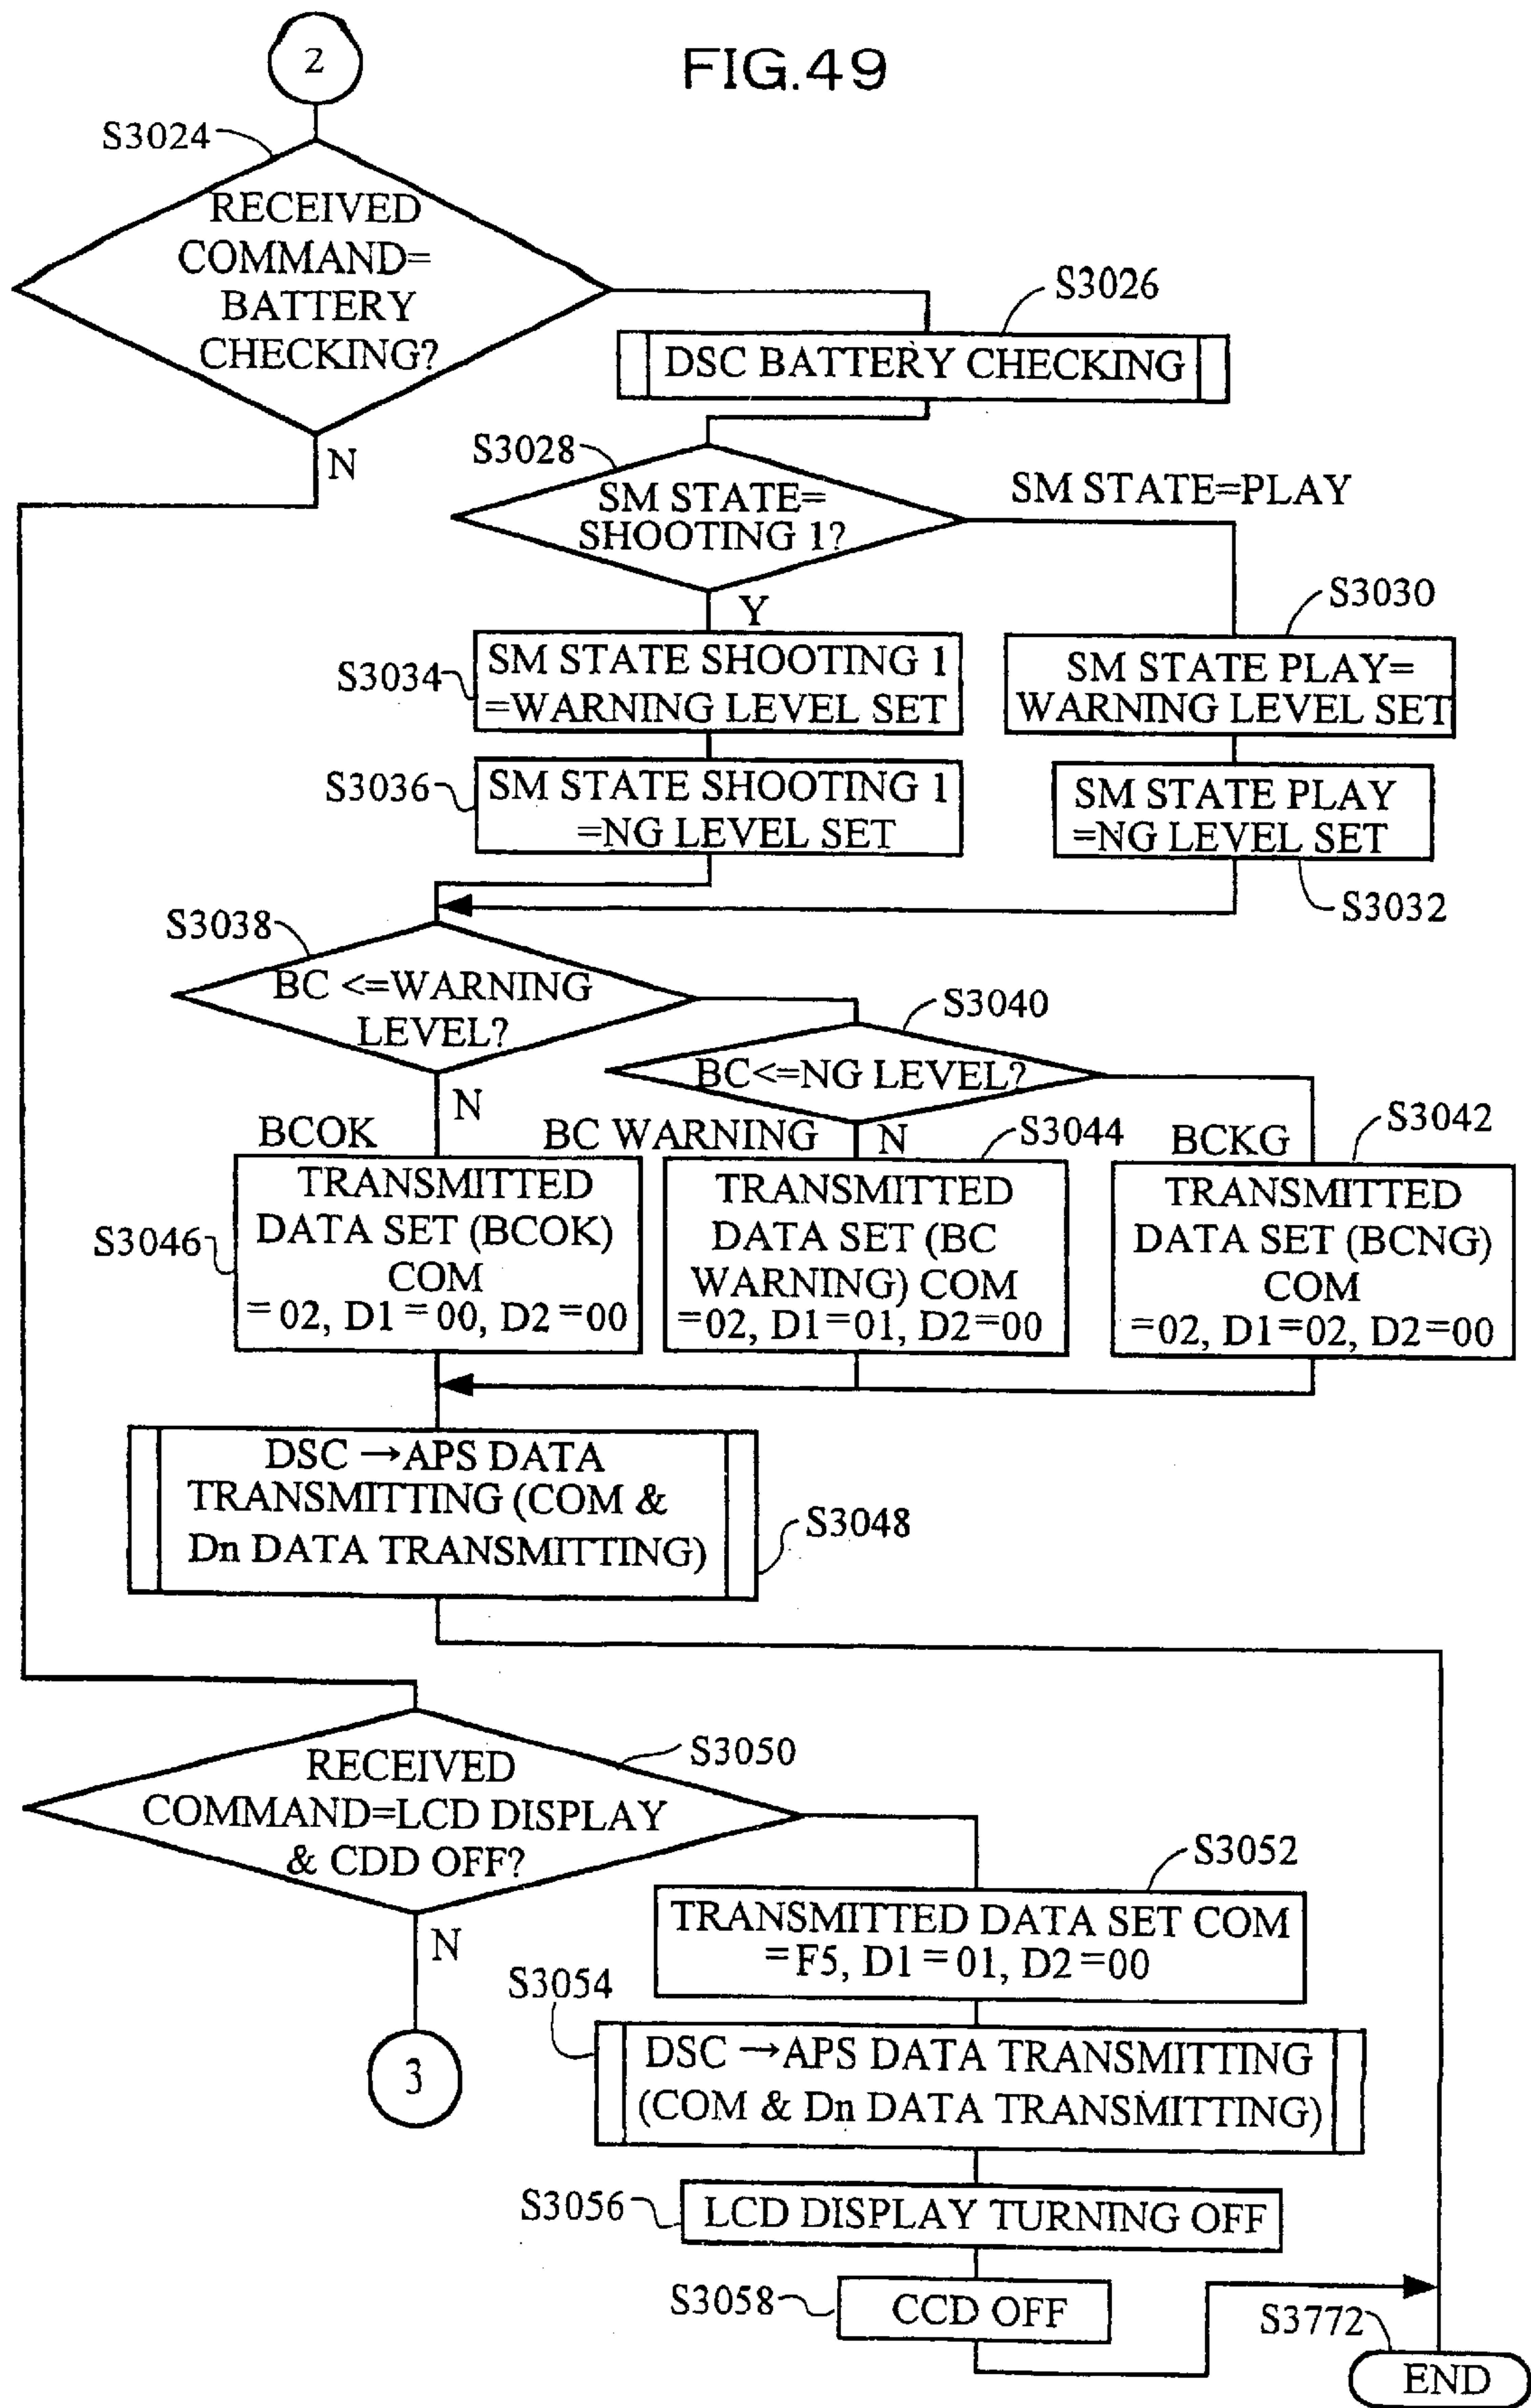 FIG.49
2
S3024
RECEIVED
COMMAND=
BATTERY
CHECKING?
N
S3026
DSC BATTERY CHECKING
S3028
SM STATE=
SHOOTING 1?
SM STATE=PLAY
Y
S3030
SM STATE PLAY=
WARNING LEVEL SET
S3034
SM STATE SHOOTING 1
=WARNING LEVEL SET
S3036
SM STATE SHOOTING 1
=NG LEVEL SET
SM STATE PLAY
=NG LEVEL SET
S3032
S3038
BC <=WARNING
LEVEL?
N
S3040
BC<=NG LEVEL?
N
BCOK
BC WARNING
S3044
BCKG
S3042
S3046
TRANSMITTED
DATA SET (BCOK)
COM
=02, D1=00, D2=00
TRANSMITTED
DATA SET (BC
WARNING) COM
=02, D1=01, D2=00
TRANSMITTED
DATA SET (BCNG)
COM
=02, D1=02, D2=00
DSC →APS DATA
TRANSMITTING (COM &
Dn DATA TRANSMITTING)
S3048
S3050
RECEIVED
COMMAND=LCD DISPLAY
& CDD OFF?
N
3
S3052
TRANSMITTED DATA SET COM
=F5, D1=01, D2=00
S3054
DSC →APS DATA TRANSMITTING
(COM & Dn DATA TRANSMITTING)
S3056
LCD DISPLAY TURNING OFF
S3058
CCD OFF
S3772
END